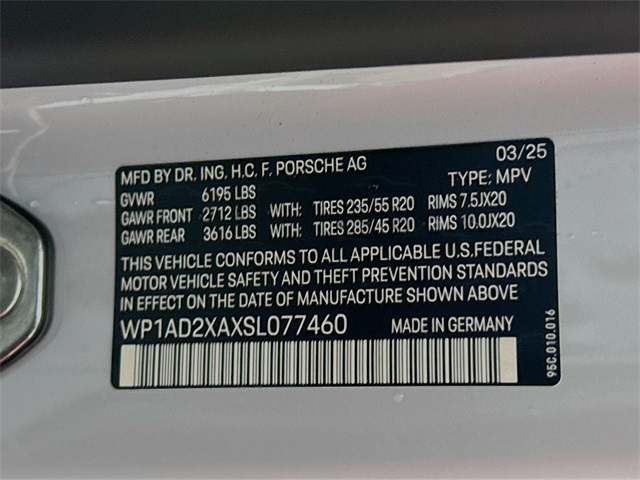 MFD BY DR. ING. H.C. F. PORSCHE AG 03/25
GVWR 6195 LBS TYPE: MPV
GAWR FRONT 2712 LBS WITH: TIRES 235/55 R20 RIMS 7.5JX20
GAWR REAR 3616 LBS WITH: TIRES 285/45 R20 RIMS 10.0JX20
THIS VEHICLE CONFORMS TO ALL APPLICABLE U.S.FEDERAL
MOTOR VEHICLE SAFETY AND THEFT PREVENTION STANDARDS
IN EFFECT ON THE DATE OF MANUFACTURE SHOWN ABOVE
WP1AD2XAXSL077460 MADE IN GERMANY
95C.010.016